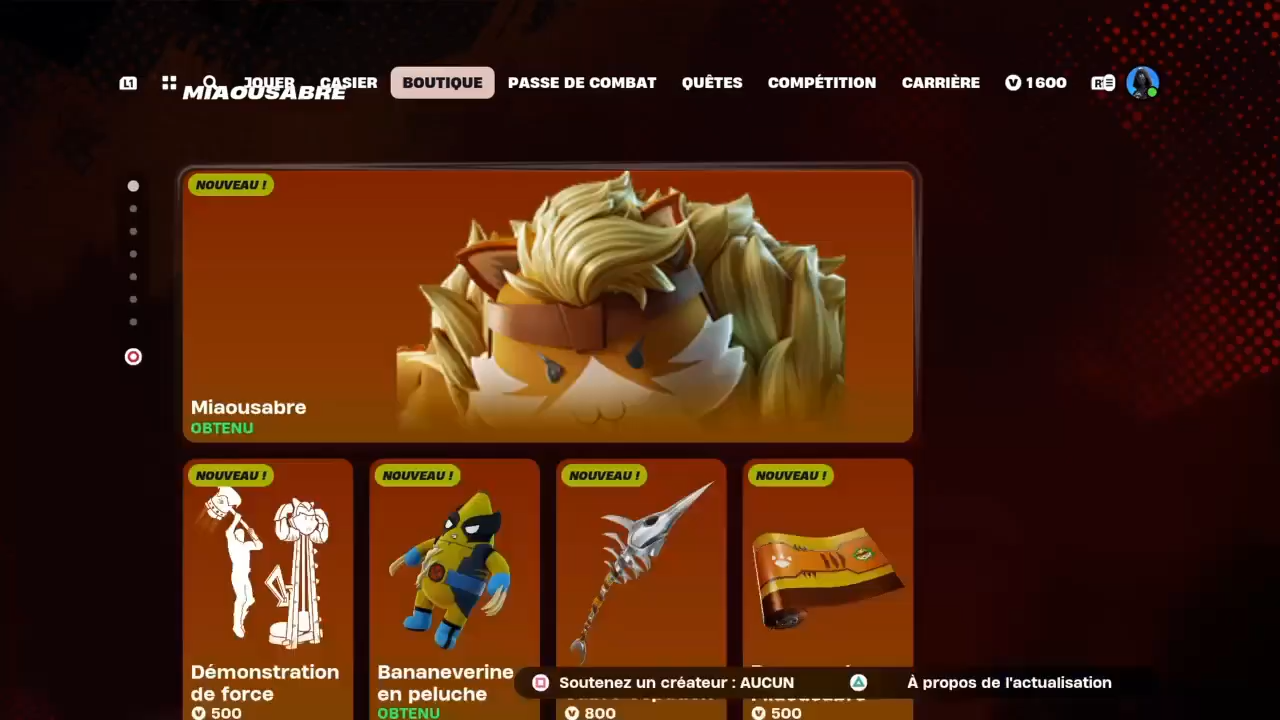 L1 JOUER CASIER BOUTIQUE PASSE DE COMBAT QUÊTES COMPÉTITION CARRIÈRE V 1600
MIAOUSABRE
NOUVEAU !
Miaousabre
OBTENU
NOUVEAU ! NOUVEAU ! NOUVEAU ! NOUVEAU !
Démonstration
de force
V 500
Bananeverine
en peluche
OBTENU
V 800
V 500
Soutenez un créateur : AUCUN À propos de l'actualisation